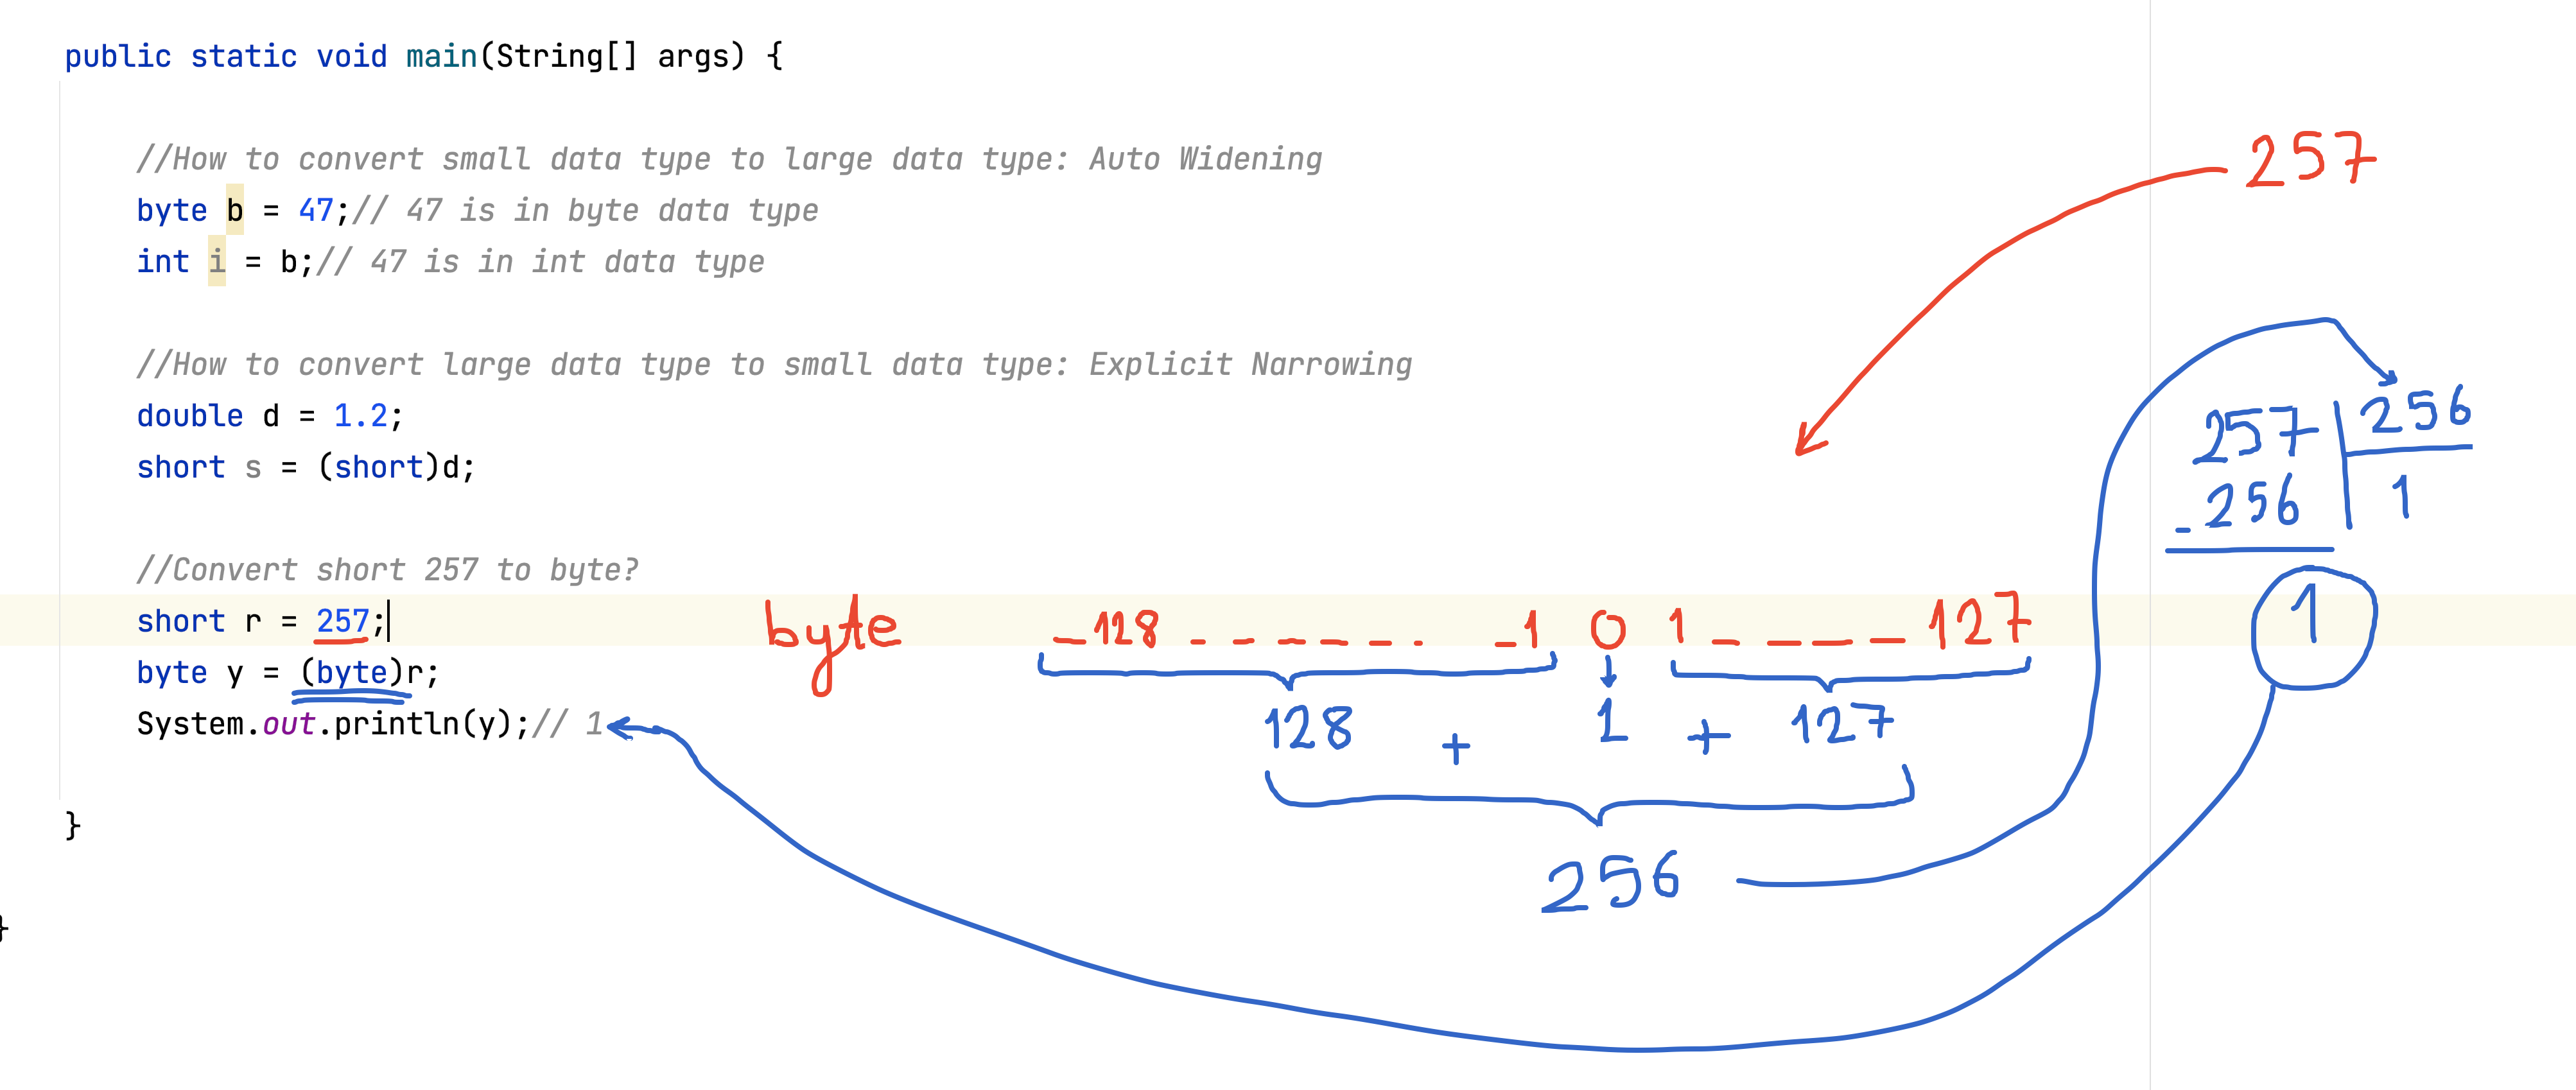 public static void main(String[] args) {
//How to convert small data type to large data type: Auto Widening
byte b = 47;// 47 is in byte data type
int i = b;// 47 is in int data type
//How to convert large data type to small data type: Explicit Narrowing
double d = 1.2;
short s = (short)d;
//Convert short 257 to byte?
short r = 257;
byte y = (byte)r;
System.out.println(y);// 1
}
}
257
257 | 256
-256 | 1
1
byte -128 - - - - - - -1 0 1 - - - - 127
128 + 1 + 127
256